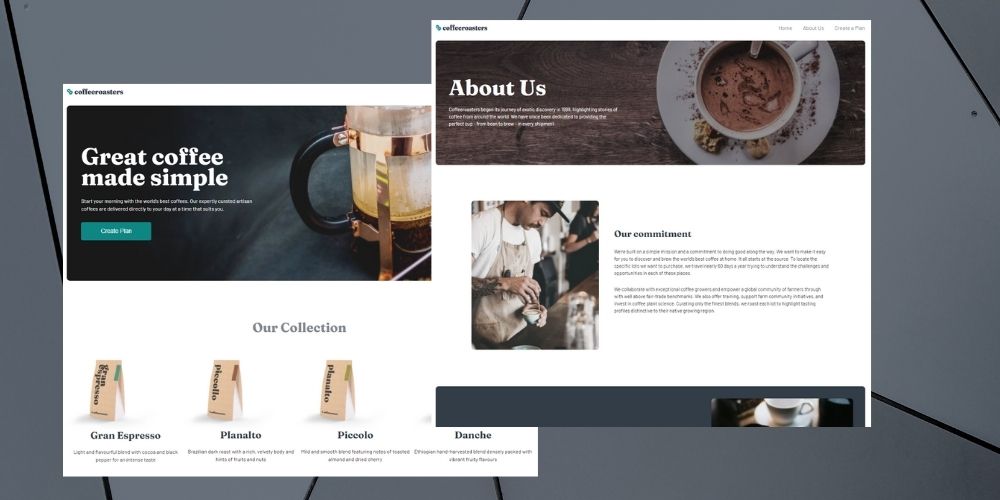 coffeeroasters
Great coffee
made simple
Start your morning with the world's best coffees. Our expertly curated artisan
coffees are delivered directly to your day at a time that suits you.
Create Plan
Our Collection
gran
espresso
piccollo
planalto
Gran Espresso
Planalto
Piccolo
Danche
Light and flavourful blend with cocoa and black
pepper for an intense taste
Brazilian dark roast with a rich, velvety body and
hints of fruits and nuts
Mild and smooth blend featuring notes of toasted
almond and dried cherry
Ethiopian hand-harvested blend densely packed with
vibrant fruity flavours
coffeeroasters
Home
About Us
Create a Plan
About Us
Coffeeroasters began its journey of exotic discovery in 1999, highlighting stories of
coffee from around the world. We have since been dedicated to providing the
perfect cup - from bean to brew - in every shipment.
Our commitment
We're built on a simple mission and a commitment to doing good along the way. We want to make it easy
for you to discover and brew the world's best coffee at home. It all starts at the source. To locate the
specific lots we want to purchase, we travel nearly 60 days a year trying to understand the challenges and
opportunities in each of these places.
We collaborate with exceptional coffee growers and empower a global community of farmers through
with well above fair-trade benchmarks. We also offer training, support farm community initiatives, and
invest in coffee plant science. Curating only the finest blends, we roast each lot to highlight tasting
profiles distinctive to their native growing region.